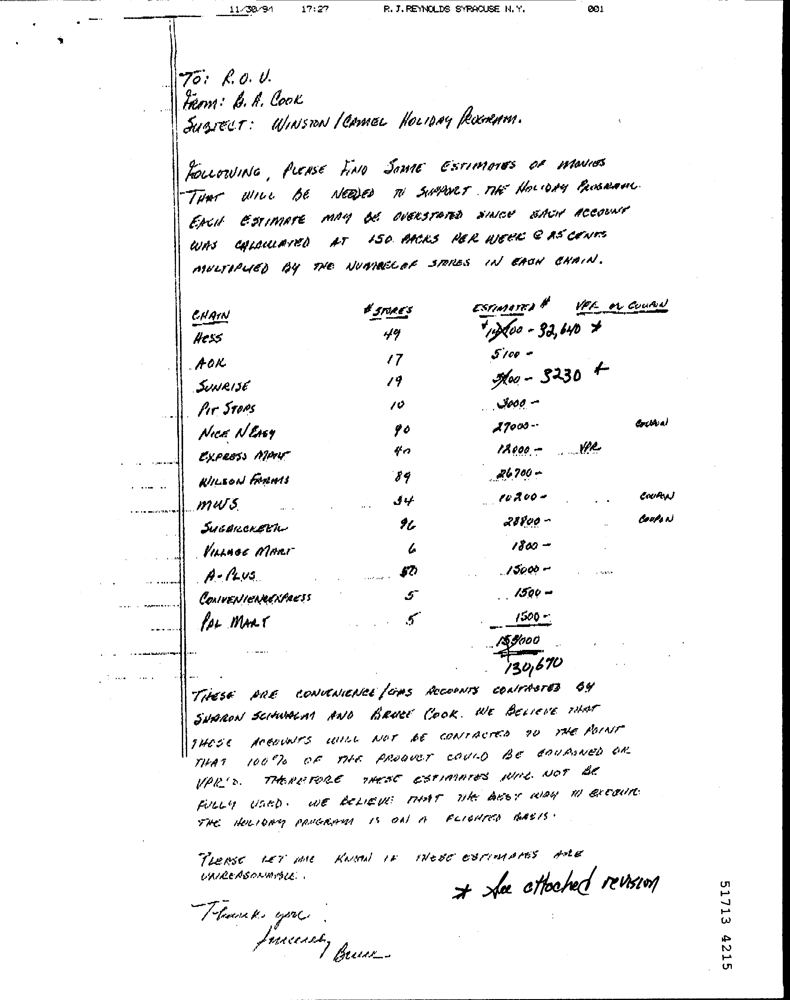 11/30/94 17:27 R.J.REYNOLDS SYRACUSE N.Y. 001
TO: R.O.V.
FROM: B.A. COOK
SUBJECT: WINSTON/CAMEL HOLIDAY PROGRAM.
FOLLOWING, PLEASE FIND SOME ESTIMATES OF MONIES
THAT WILL BE NEEDED TO SUPPORT THE HOLIDAY PROGRAM.
EACH ESTIMATE MAY BE OVERSTATED SINCE EACH ACCOUNT
WAS CALCULATED AT 150 PACKS PER WEEK @ 25 CENTS
MULTIPLIED BY THE NUMBER OF STORES IN EACH CHAIN.
CHAIN # STORES ESTIMATED # VPR OR COUPON
HESS 49 - 32,640 *
AOK 17 5100 -
SUNRISE 19 - 3230 *
PIT STOPS 10 3000 -
NICE N EASY 90 27000 - COUPON
EXPRESS MART 40 12000 - VPR
WILSON FARMS 89 26700 -
MWS 34 10200 - COUPON
SUGARCREEK 96 28800 - COUPON
VILLAGE MART 6 1800 -
A-PLUS 50 15000 -
CONVENIENEXPRESS 5 1500 -
PAL MART 5 1500 -
130,670
THESE ARE CONVENIENCE/GAS ACCOUNTS CONTACTED BY
SHARON SCHWALM AND BRUCE COOK. WE BELIEVE THAT
THESE ACCOUNTS WILL NOT BE CONTACTED TO THE POINT
THAT 100% OF THE PRODUCT COULD BE COUPONED OR
VPR'D. THEREFORE THESE ESTIMATES WILL NOT BE
FULLY USED. WE BELIEVE THAT THE BEST WAY TO EXECUTE
THE HOLIDAY PROGRAM IS ON A FLIGHTED BASIS.
PLEASE LET ME KNOW IF THESE ESTIMATES ARE
UNREASONABLE.
* See attached revision
Thank you
Sincerely
Bruce
51713 4215